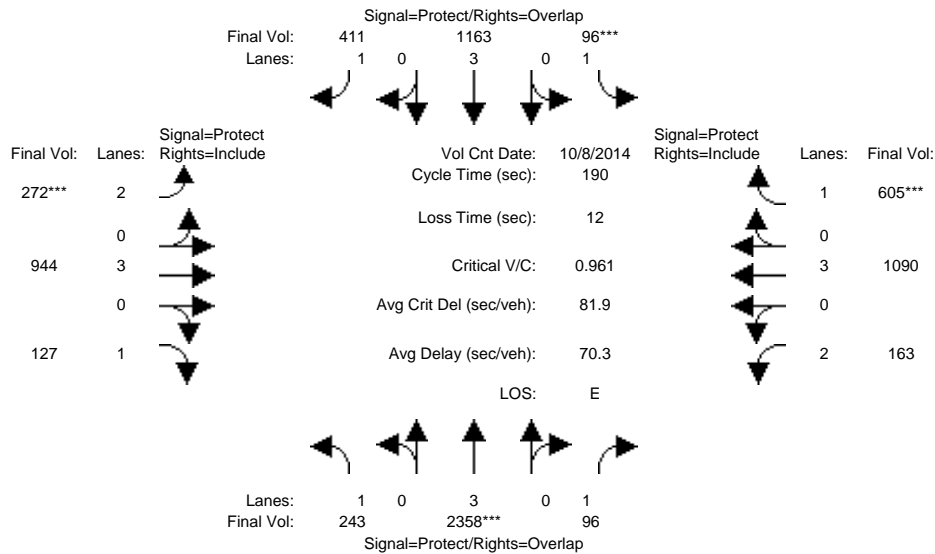 Signal=Protect/Rights=Overlap
Final Vol: 411 1163 96***
Lanes: 1 0 3 0 1
Signal=Protect Signal=Protect
Final Vol: Lanes: Rights=Include Vol Cnt Date: 10/8/2014 Rights=Include Lanes: Final Vol:
Cycle Time (sec): 190
272*** 2 1 605***
Loss Time (sec): 12
0 0
944 3 Critical V/C: 0.961 3 1090
0 Avg Crit Del (sec/veh): 81.9 0
127 1 Avg Delay (sec/veh): 70.3 2 163
LOS: E
Lanes: 1 0 3 0 1
Final Vol: 243 2358*** 96
Signal=Protect/Rights=Overlap